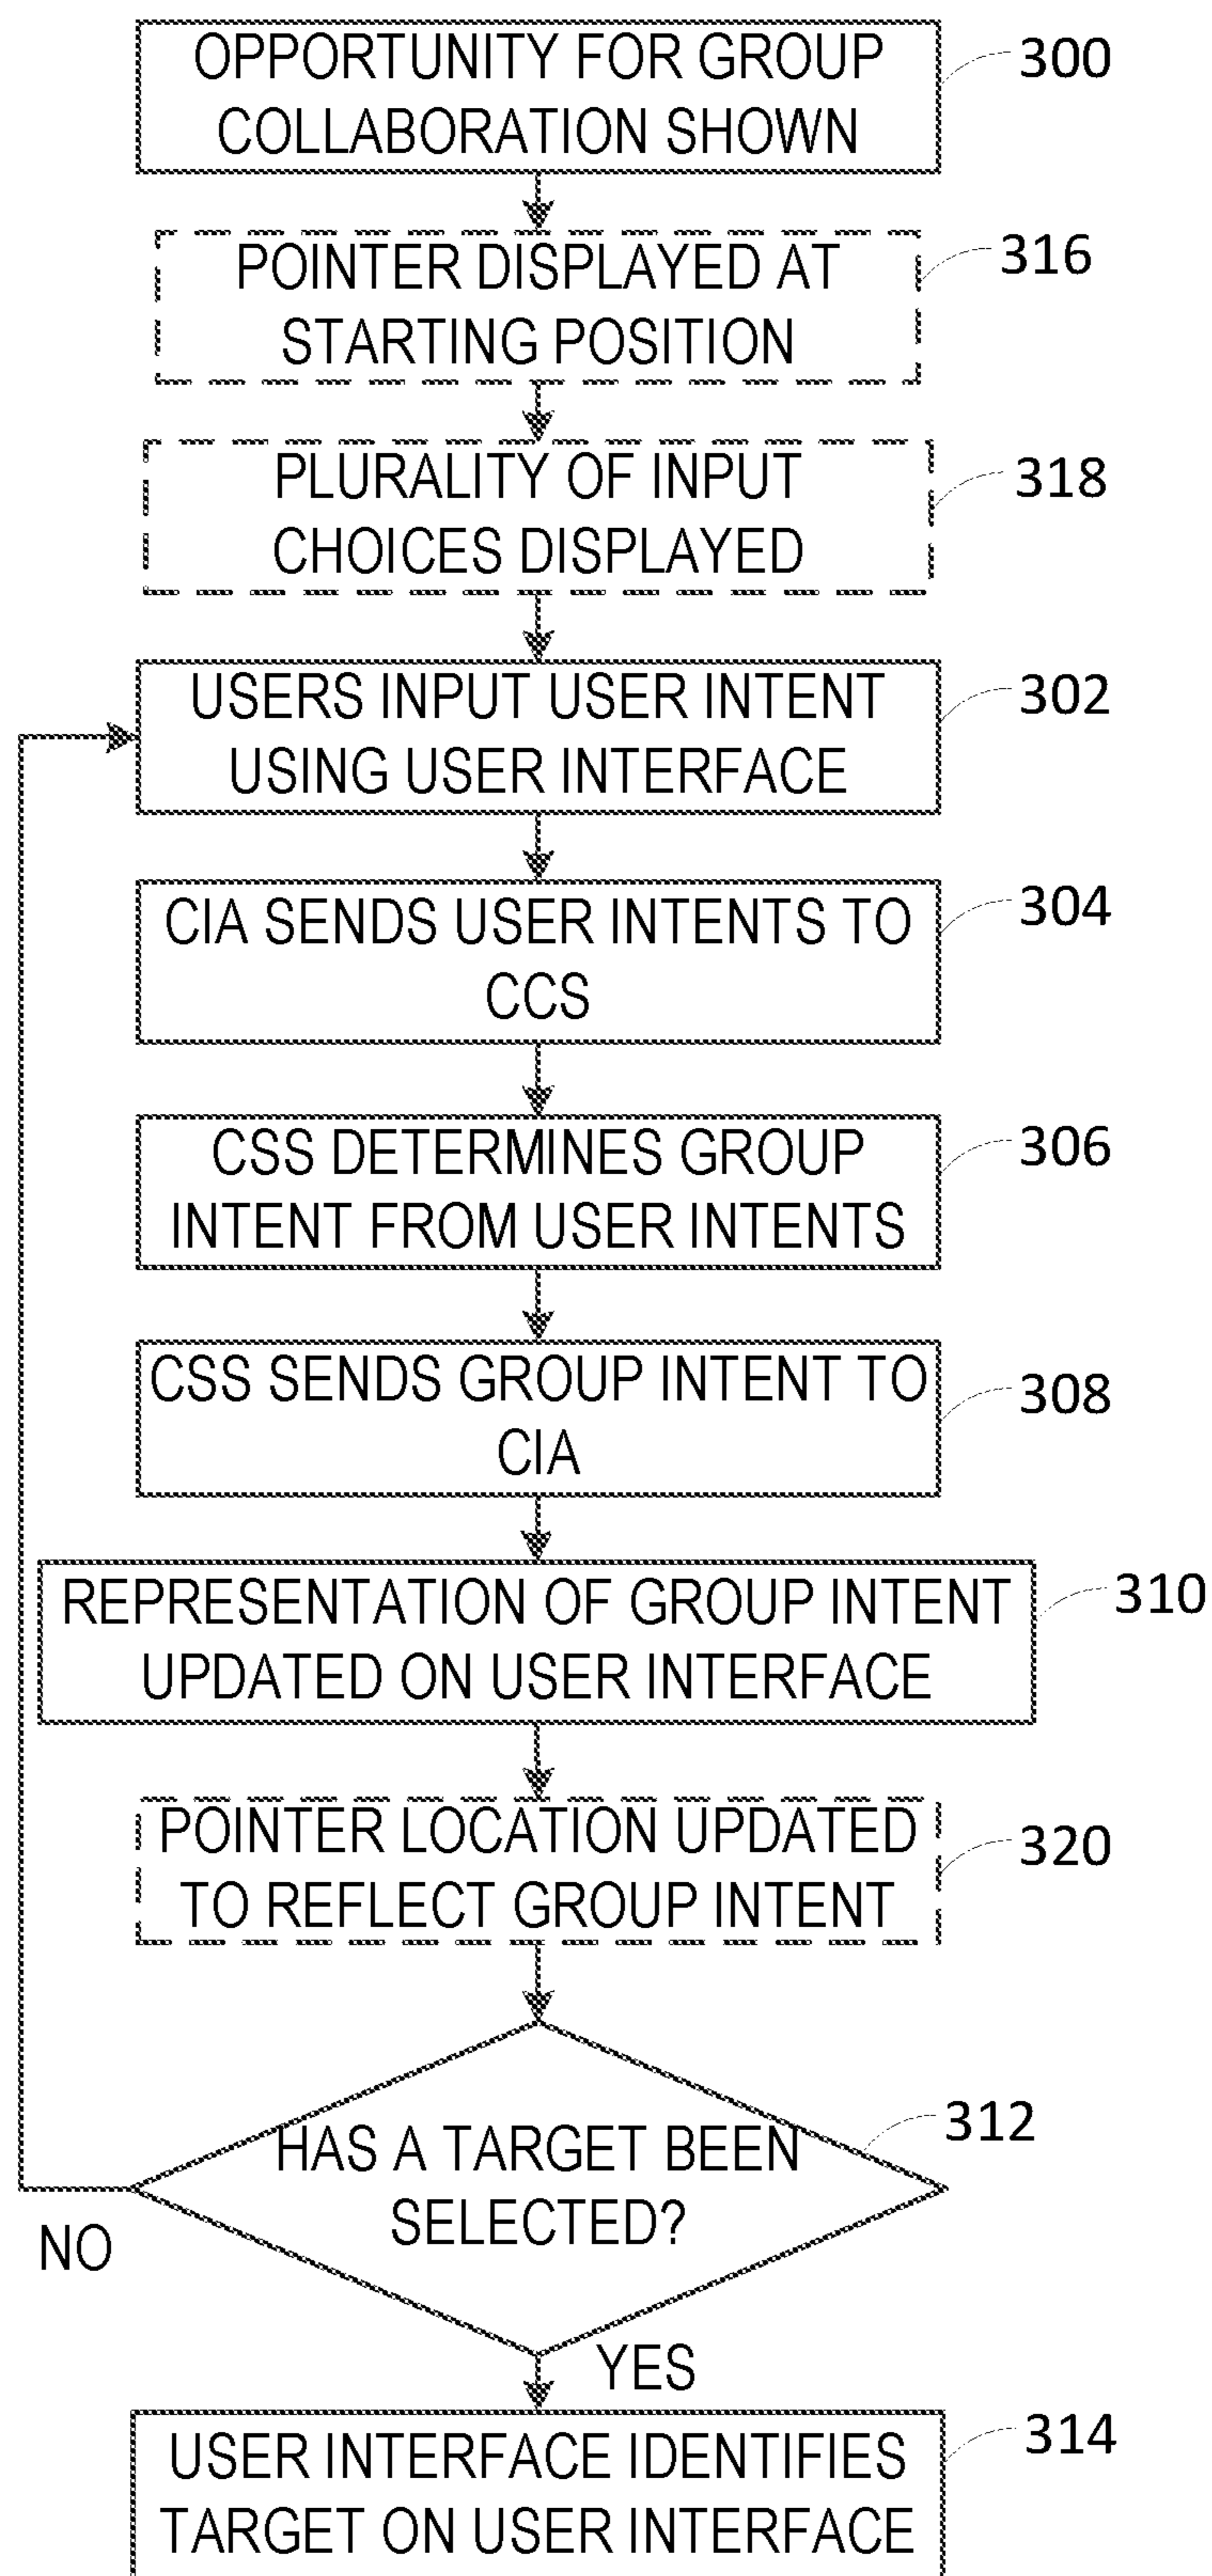 OPPORTUNITY FOR GROUP
COLLABORATION SHOWN
300
POINTER DISPLAYED AT
STARTING POSITION
316
PLURALITY OF INPUT
CHOICES DISPLAYED
318
USERS INPUT USER INTENT
USING USER INTERFACE
302
CIA SENDS USER INTENTS TO
CCS
304
CSS DETERMINES GROUP
INTENT FROM USER INTENTS
306
CSS SENDS GROUP INTENT TO
CIA
308
REPRESENTATION OF GROUP INTENT
UPDATED ON USER INTERFACE
310
POINTER LOCATION UPDATED
TO REFLECT GROUP INTENT
320
HAS A TARGET BEEN
SELECTED?
312
NO
YES
USER INTERFACE IDENTIFIES
TARGET ON USER INTERFACE
314